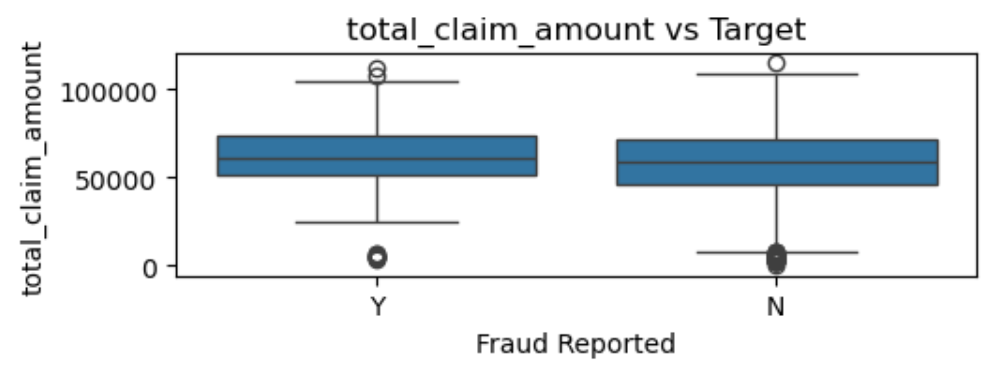 total_claim_amount vs Target
total_claim_amount
100000
50000
0
Y
N
Fraud Reported